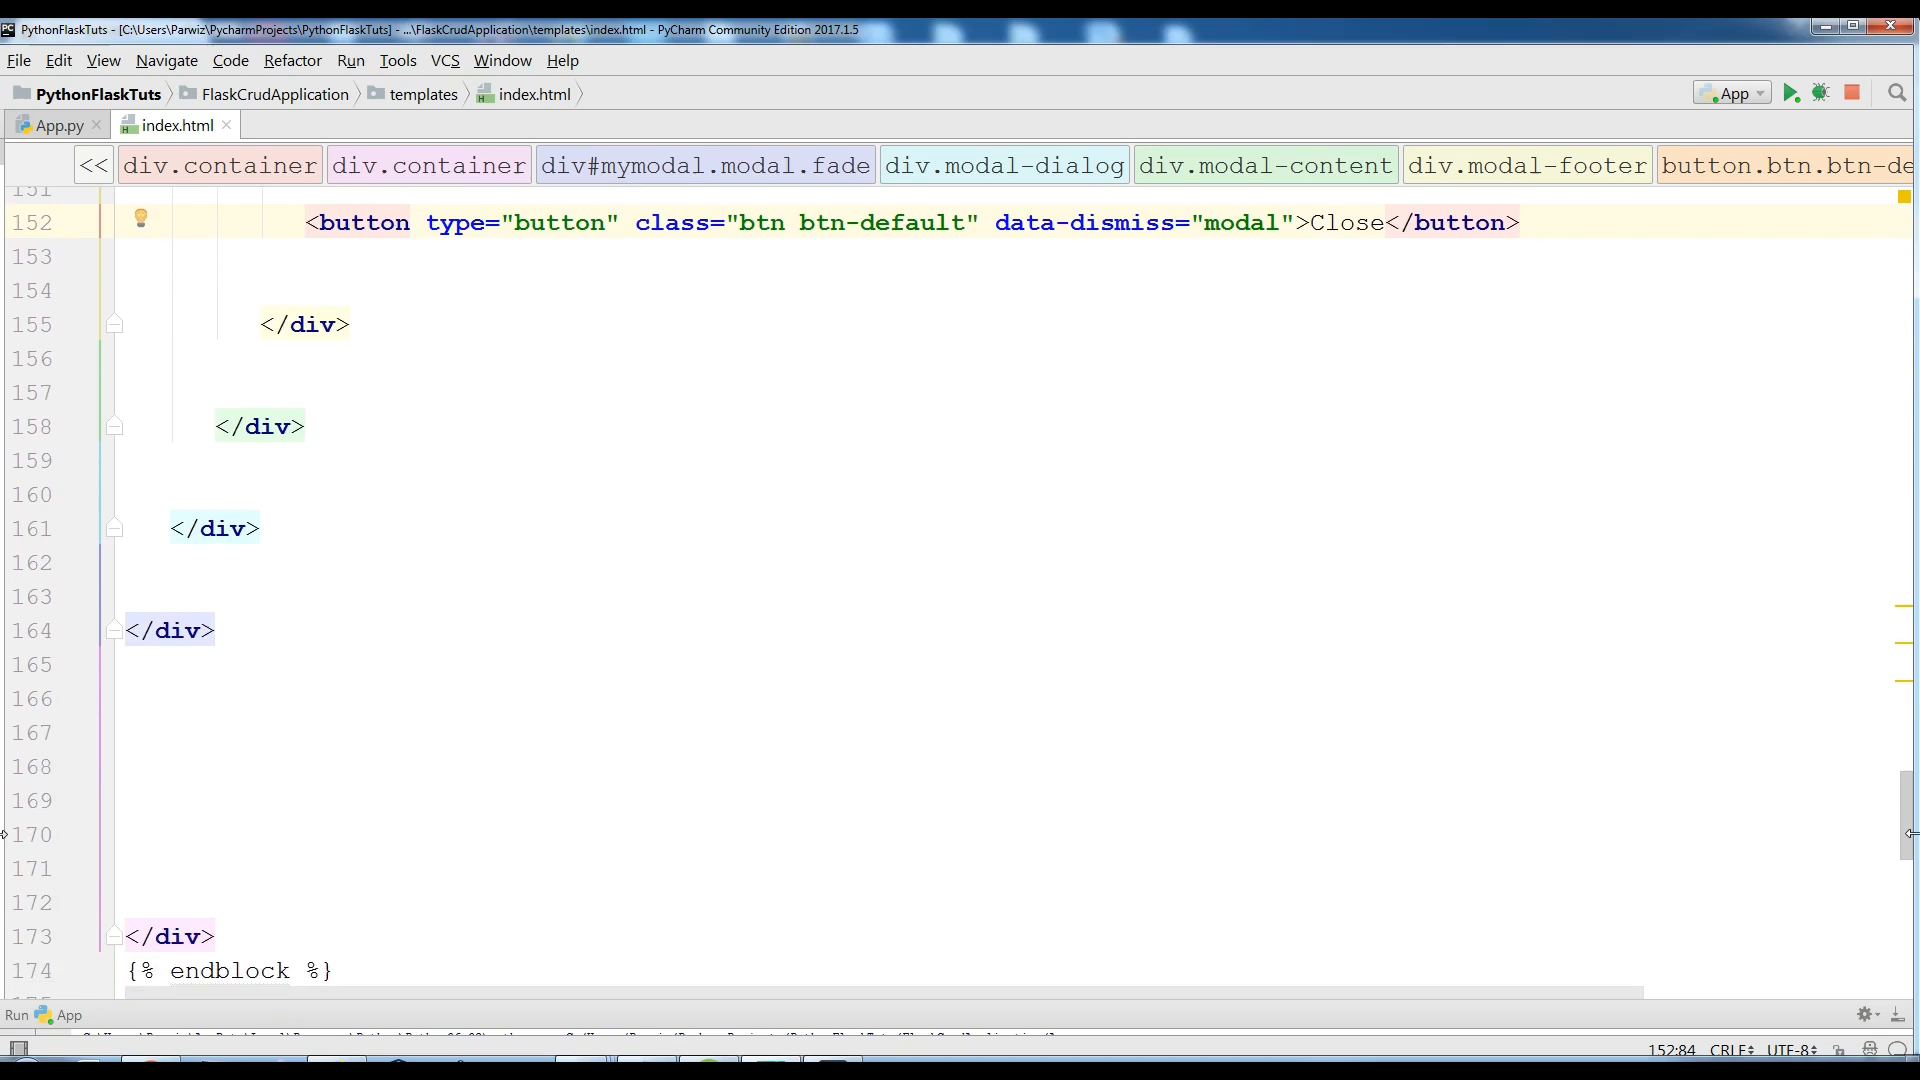 PC PythonFlaskTuts - [C:\Users\Parwiz\PycharmProjects\PythonFlaskTuts] - ...\FlaskCrudApplication\templates\index.html - PyCharm Community Edition 2017.1.5
File Edit View Navigate Code Refactor Run Tools VCS Window Help
PythonFlaskTuts FlaskCrudApplication templates index.html App
App.py index.html
<< div.container div.container div#mymodal.modal.fade div.modal-dialog div.modal-content div.modal-footer button.btn.btn-de
151
152 <button type="button" class="btn btn-default" data-dismiss="modal">Close</button>
153
154
155 </div>
156
157
158 </div>
159
160
161 </div>
162
163
164 </div>
165
166
167
168
169
170
171
172
173 </div>
174 {% endblock %}
Run App
152:84 CRLF UTF-8